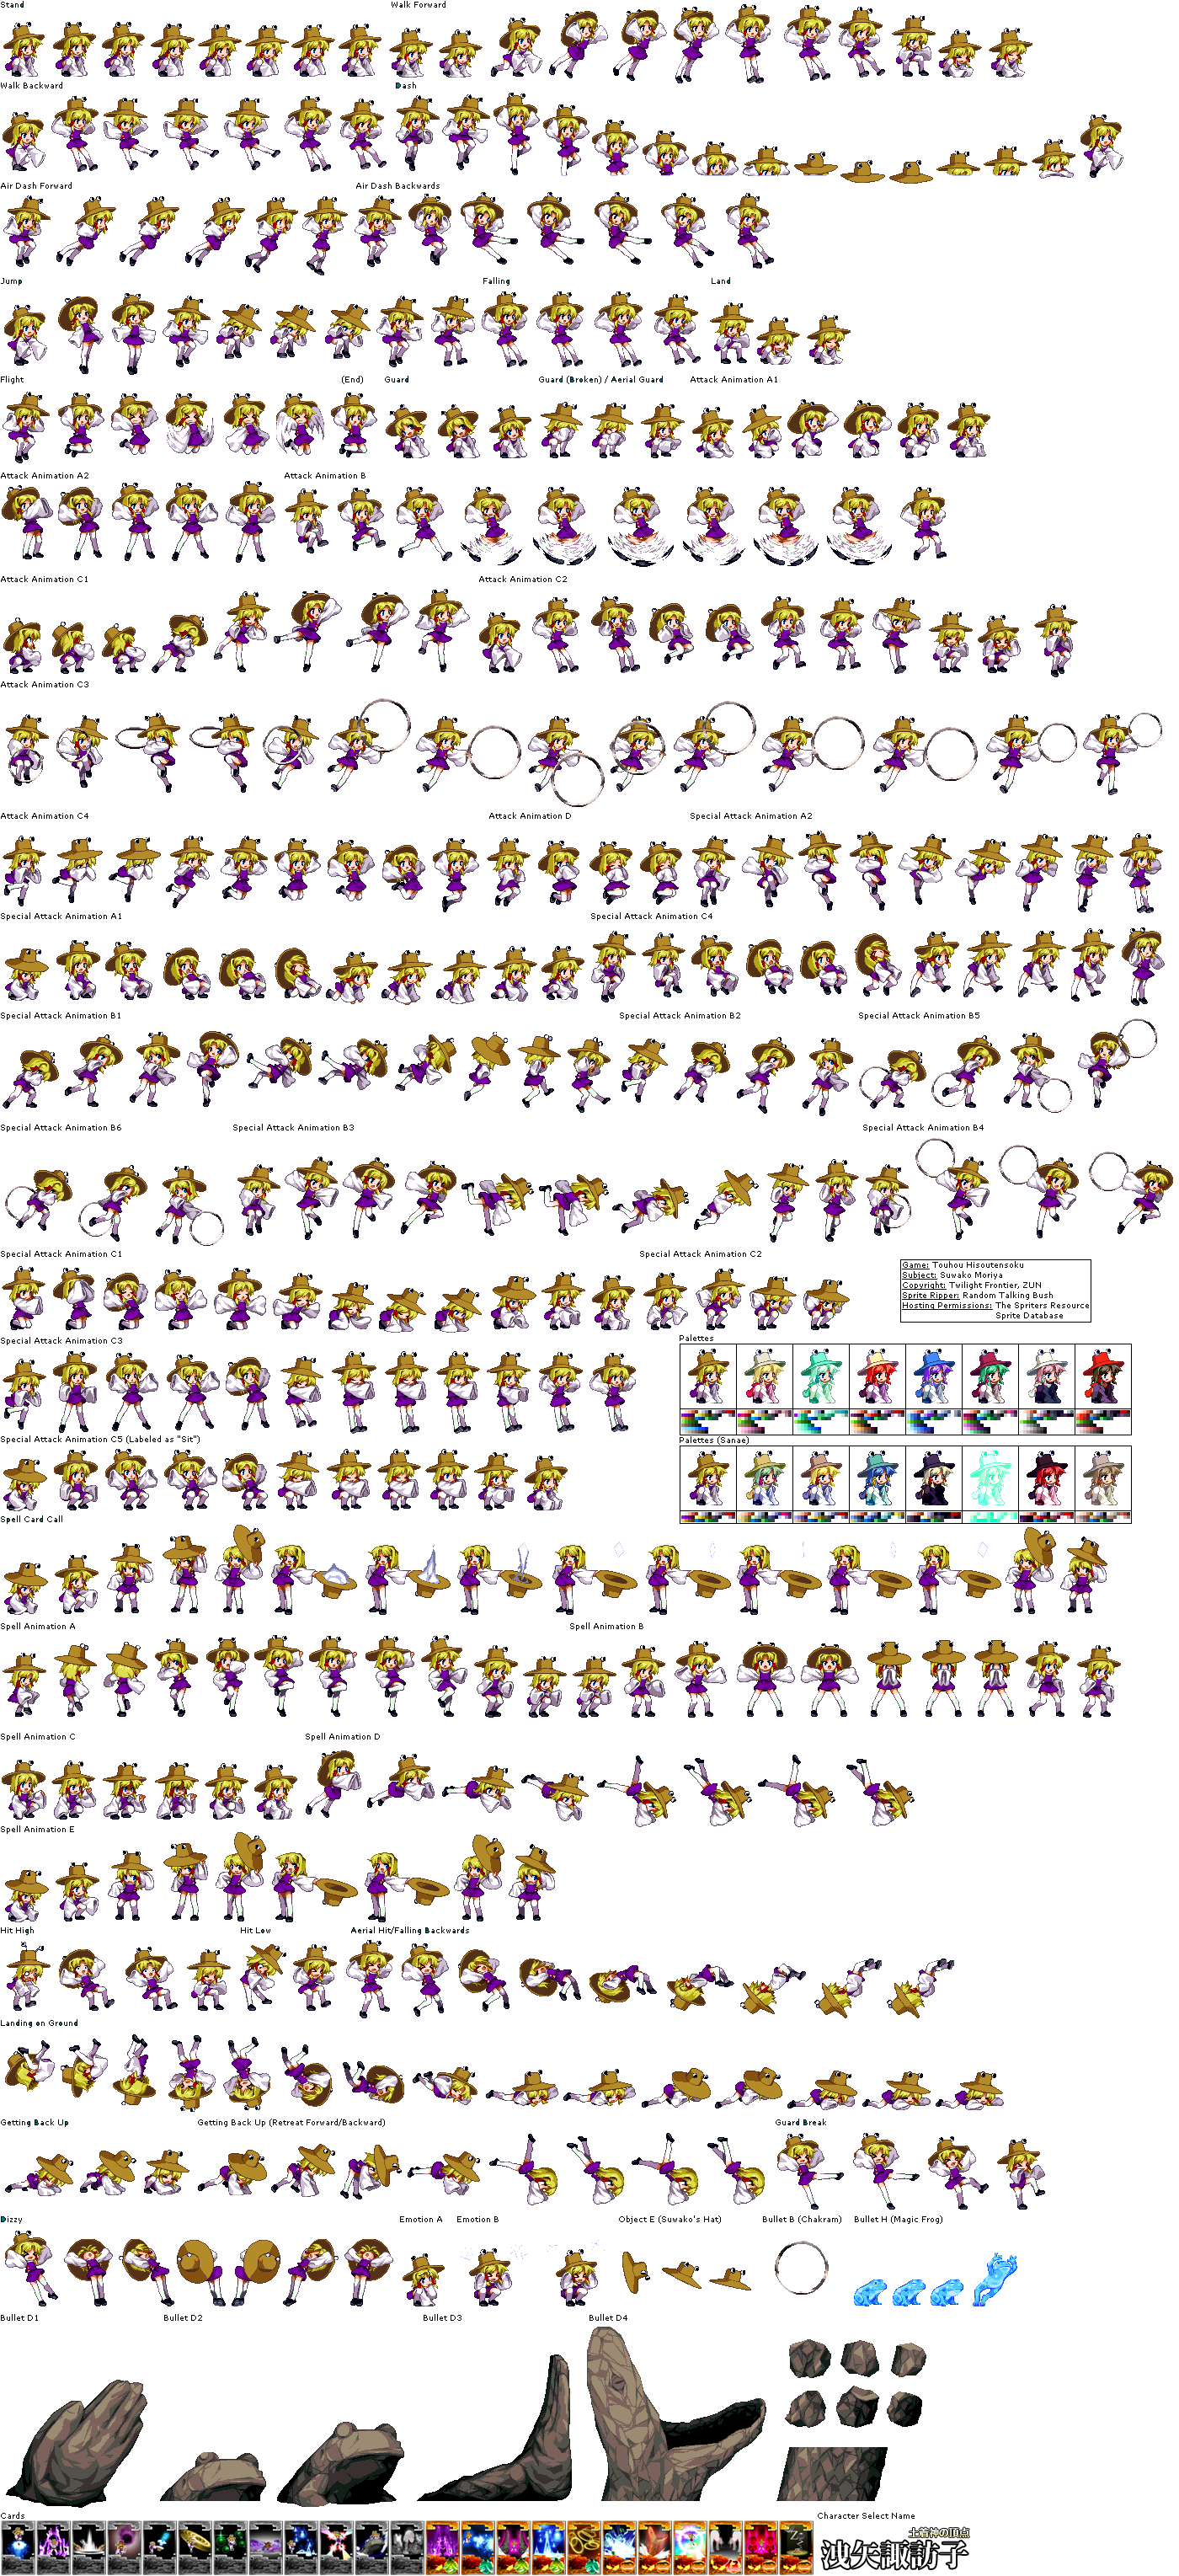 Stand
Walk Forward
Walk Backward
Dash
Air Dash Forward
Air Dash Backwards
Jump
Falling
Land
Flight
(End)
Guard
Guard (Broken) / Aerial Guard
Attack Animation A1
Attack Animation A2
Attack Animation B
Attack Animation C1
Attack Animation C2
Attack Animation C3
Attack Animation C4
Attack Animation D
Special Attack Animation A2
Special Attack Animation A1
Special Attack Animation C4
Special Attack Animation B1
Special Attack Animation B2
Special Attack Animation B5
Special Attack Animation B6
Special Attack Animation B3
Special Attack Animation B4
Special Attack Animation C1
Special Attack Animation C2
Game: Touhou Hisoutensoku
Subject: Suwako Moriya
Copyright: Twilight Frontier, ZUN
Sprite Ripper: Random Talking Bush
Hosting Permissions: The Spriters Resource
Sprite Database
Special Attack Animation C3
Palettes
Special Attack Animation C5 (Labeled as "Sit")
Palettes (Sanae)
Spell Card Call
Spell Animation A
Spell Animation B
Spell Animation C
Spell Animation D
Spell Animation E
Hit High
Hit Low
Aerial Hit/Falling Backwards
Landing on Ground
Getting Back Up
Getting Back Up (Retreat Forward/Backward)
Guard Break
Dizzy
Emotion A
Emotion B
Object E (Suwako's Hat)
Bullet B (Chakram)
Bullet H (Magic Frog)
Bullet D1
Bullet D2
Bullet D3
Bullet D4
Cards
Character Select Name
土着神の頂点
洩矢諏訪子